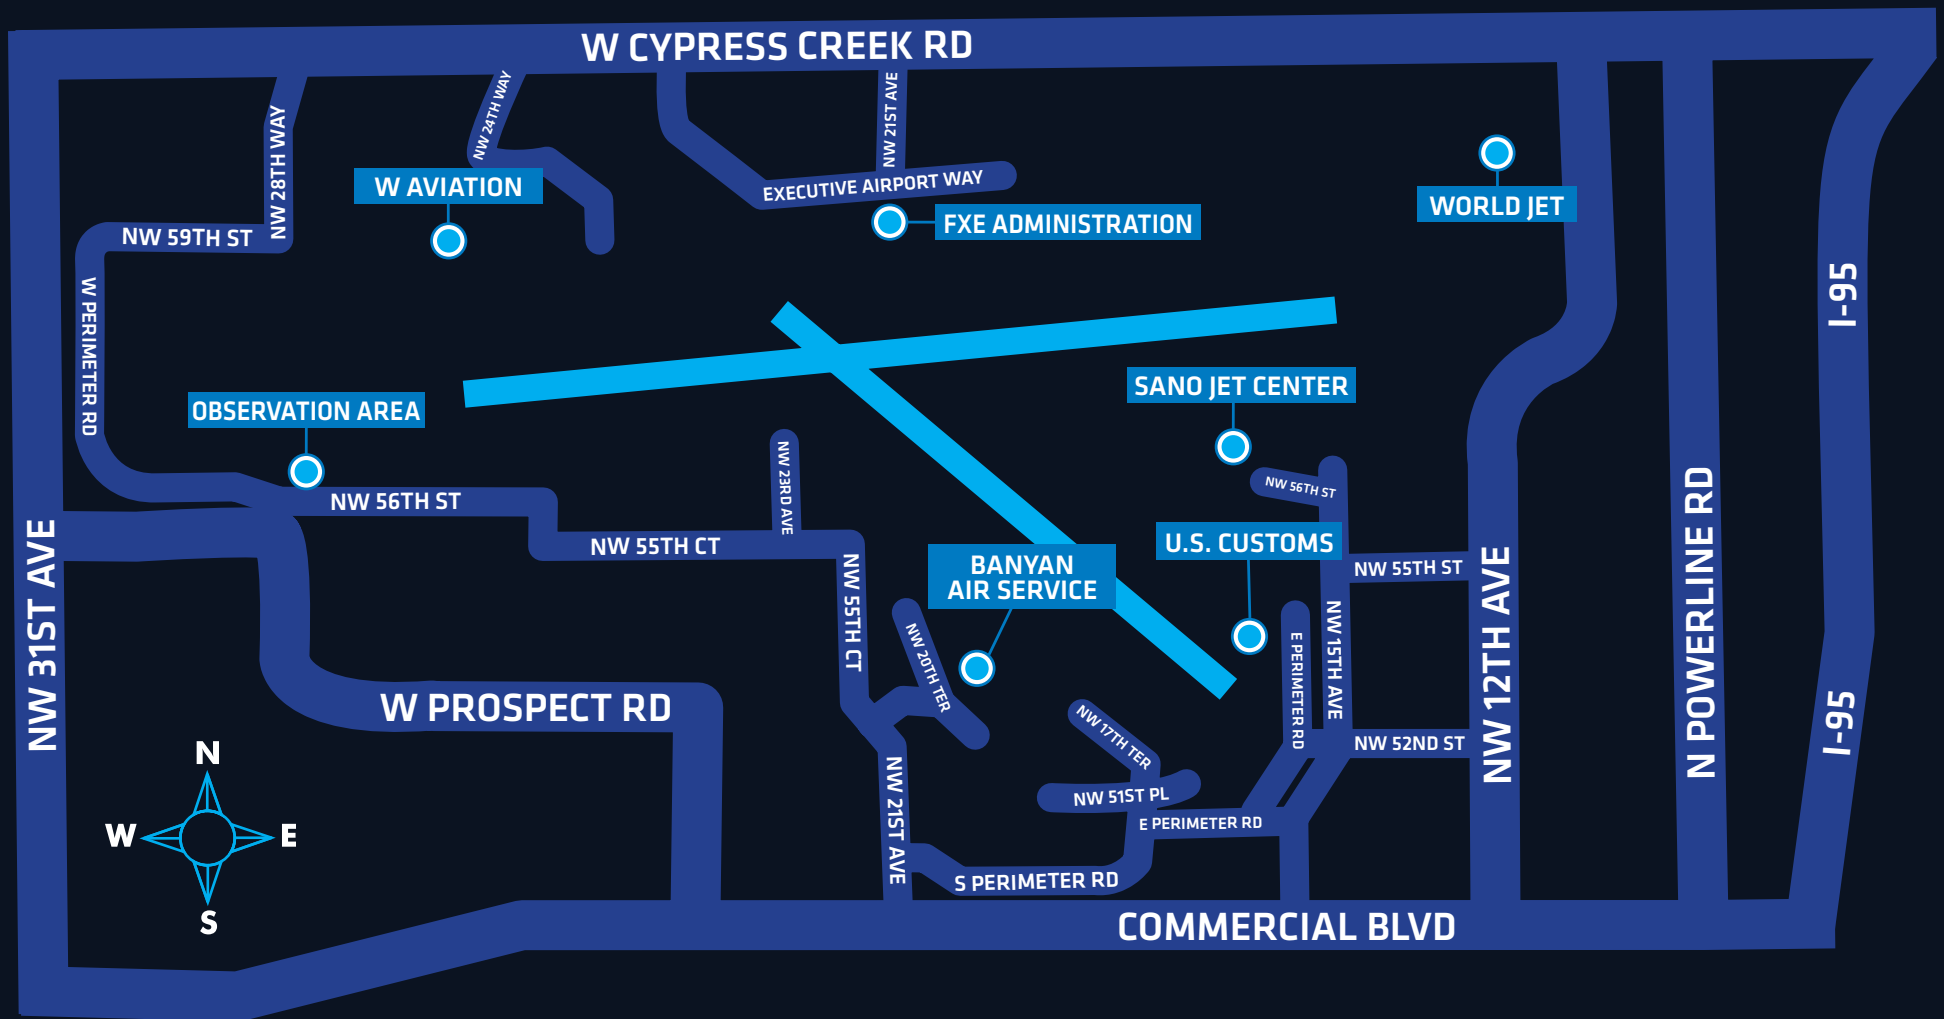 W CYPRESS CREEK RD
NW 28TH WAY
NW 24TH WAY
NW 21ST AVE
W AVIATION
EXECUTIVE AIRPORT WAY
WORLD JET
FXE ADMINISTRATION
NW 59TH ST
W PERIMETER RD
I-95
SANO JET CENTER
OBSERVATION AREA
NW 23RD AVE
NW 56TH ST
NW 56TH ST
NW 31ST AVE
NW 55TH CT
U.S. CUSTOMS
BANYAN
AIR SERVICE
NW 55TH ST
NW 55TH CT
NW 20TH TER
E PERIMETER RD
NW 15TH AVE
NW 12TH AVE
N POWERLINE RD
I-95
W PROSPECT RD
NW 17TH TER
NW 52ND ST
N
W
E
S
NW 21ST AVE
NW 51ST PL
E PERIMETER RD
S PERIMETER RD
COMMERCIAL BLVD